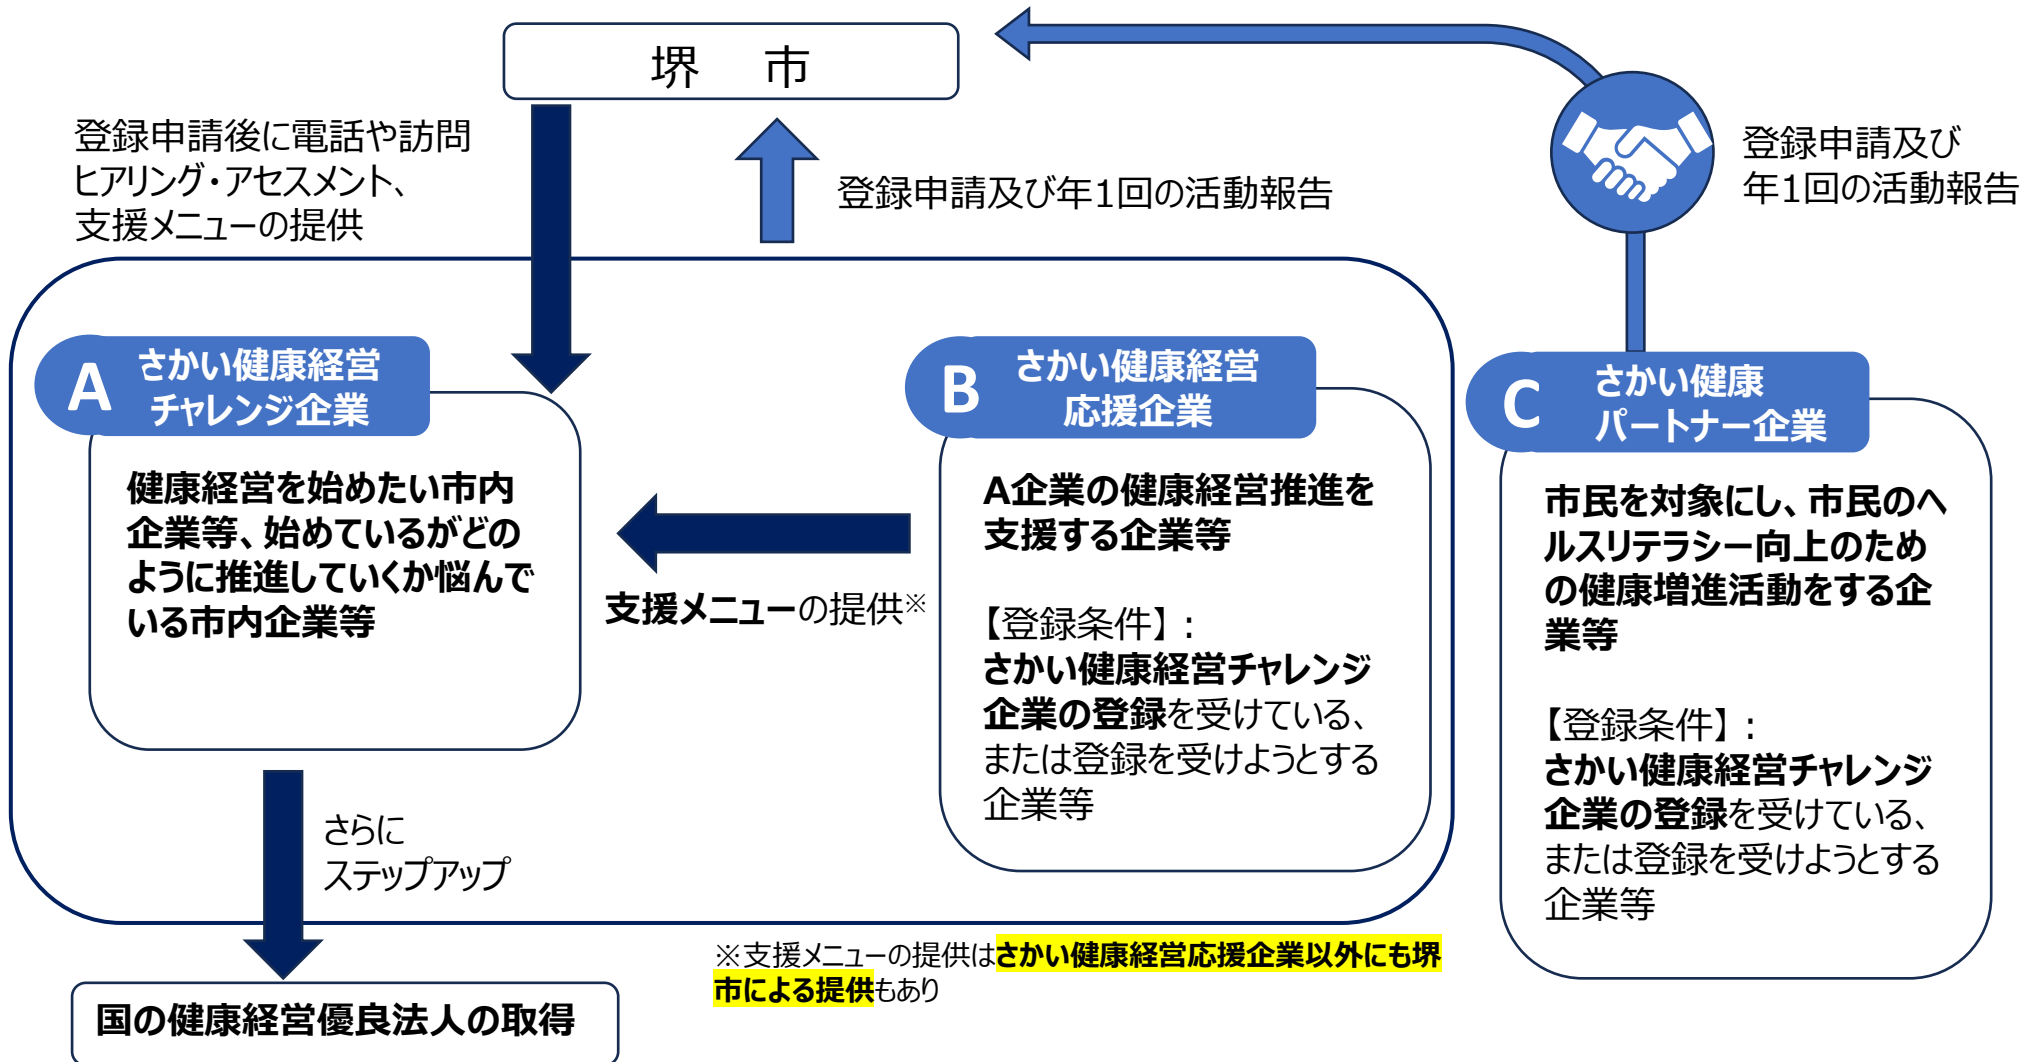 堺　市
登録申請後に電話や訪問
ヒアリング・アセスメント、
支援メニューの提供
登録申請及び年1回の活動報告
登録申請及び
年1回の活動報告
A
さかい健康経営
チャレンジ企業
健康経営を始めたい市内
企業等、始めているがどの
ように推進していくか悩んで
いる市内企業等
支援メニューの提供※
B
さかい健康経営
応援企業
A企業の健康経営推進を
支援する企業等
【登録条件】：
さかい健康経営チャレンジ
企業の登録を受けている、
または登録を受けようとする
企業等
C
さかい健康
パートナー企業
市民を対象にし、市民のヘ
ルスリテラシー向上のため
の健康増進活動をする企
業等
【登録条件】：
さかい健康経営チャレンジ
企業の登録を受けている、
または登録を受けようとする
企業等
さらに
ステップアップ
※支援メニューの提供はさかい健康経営応援企業以外にも堺
市による提供もあり
国の健康経営優良法人の取得